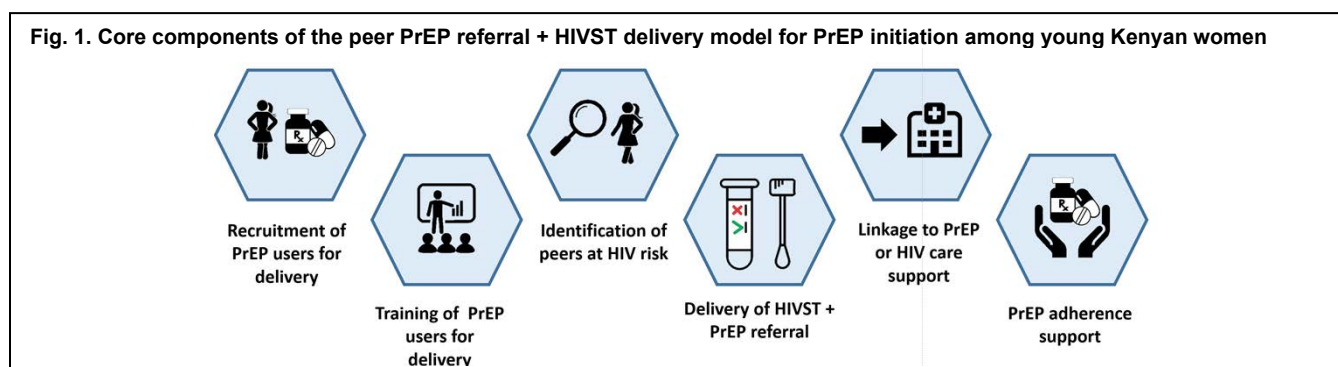 Fig. 1. Core components of the peer PrEP referral + HIVST delivery model for PrEP initiation among young Kenyan women
Rx
Recruitment of
PrEP users for
delivery
Training of PrEP
users for
delivery
Identification of
peers at HIV risk
Delivery of HIVST +
PrEP referral
Linkage to PrEP
or HIV care
support
Rx
PrEP adherence
support